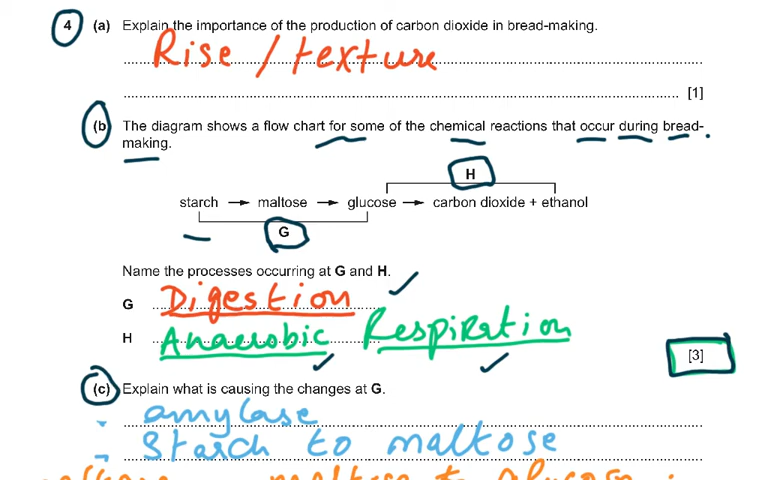 4 (a) Explain the importance of the production of carbon dioxide in bread-making.
Rise / texture
[1]
(b) The diagram shows a flow chart for some of the chemical reactions that occur during bread-
making.
H
starch → maltose → glucose → carbon dioxide + ethanol
G
Name the processes occurring at G and H.
G Digestion
H Anaerobic Respiration
[3]
(c) Explain what is causing the changes at G.
amylase
Starch to maltose
maltose to glucose